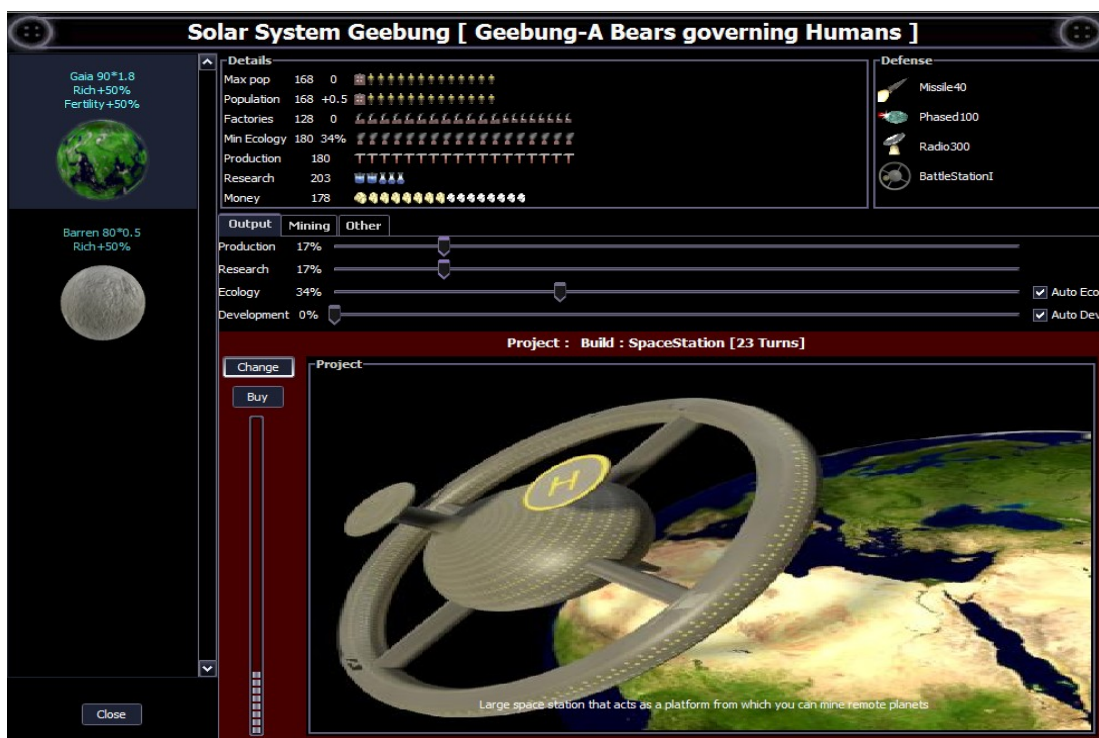 Solar System Geebung [ Geebung-A Bears governing Humans ]
Gaia 90*1.8
Rich+50%
Fertility+50%
Barren 80*0.5
Rich+50%
Close
Details
Max pop 168 0
Population 168 +0.5
Factories 128 0
Min Ecology 180 34%
Production 180
Research 203
Money 178
Defense
Missile40
Phased100
Radio300
BattleStationI
Output Mining Other
Production 17%
Research 17%
Ecology 34% Auto Eco
Development 0% Auto Dev
Project : Build : SpaceStation [23 Turns]
Change
Buy
Project
H
Large space station that acts as a platform from which you can mine remote planets